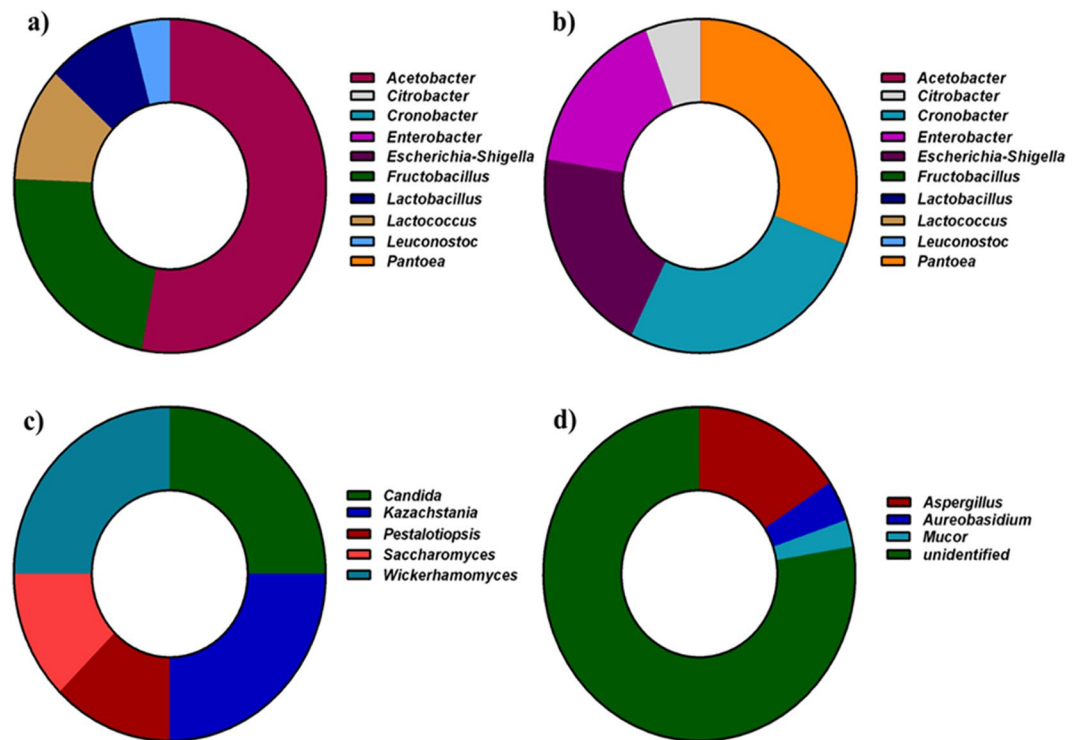 a)
Acetobacter
Citrobacter
Cronobacter
Enterobacter
Escherichia-Shigella
Fructobacillus
Lactobacillus
Lactococcus
Leuconostoc
Pantoea
b)
Acetobacter
Citrobacter
Cronobacter
Enterobacter
Escherichia-Shigella
Fructobacillus
Lactobacillus
Lactococcus
Leuconostoc
Pantoea
c)
Candida
Kazachstania
Pestalotiopsis
Saccharomyces
Wickerhamomyces
d)
Aspergillus
Aureobasidium
Mucor
unidentified